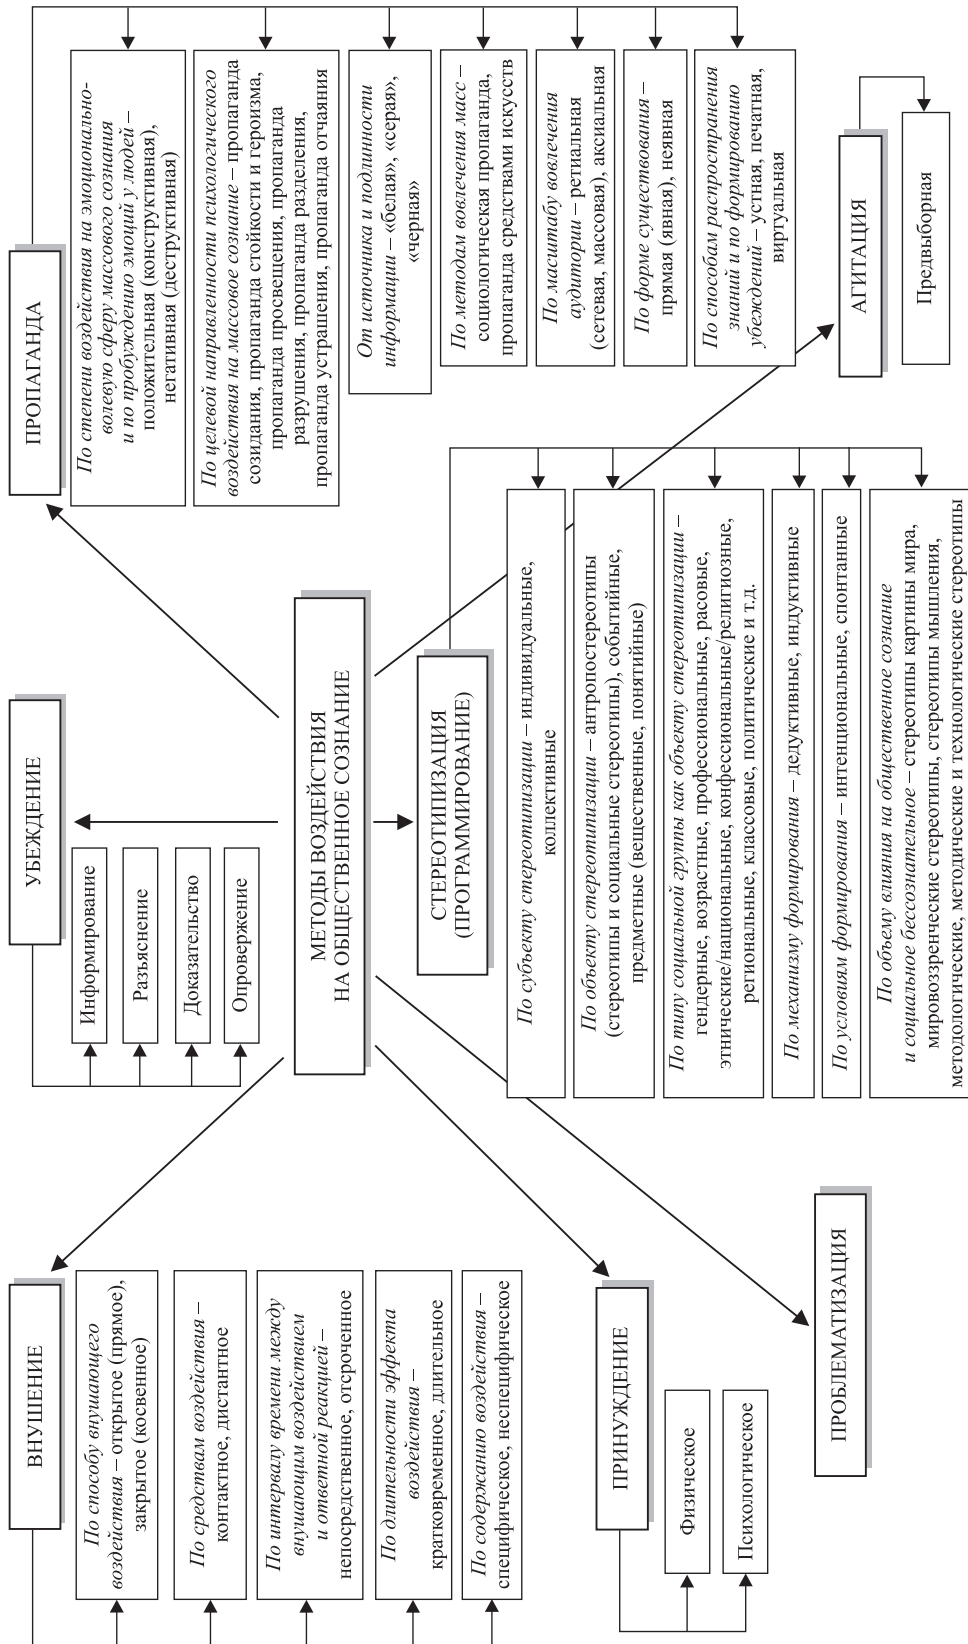 ВНУШЕНИЕ
По способу внушающего
воздействия – открытое (прямое),
закрытое (косвенное)
По средствам воздействия –
контактное, дистантное
По интервалу времени между
внушающим воздействием
и ответной реакцией –
непосредственное, отсроченное
По длительности эффекта
воздействия –
кратковременное, длительное
По содержанию воздействия –
специфическое, неспецифическое
УБЕЖДЕНИЕ
Информирование
Разъяснение
Доказательство
Опровержение
ПРОПАГАНДА
По степени воздействия на эмоционально-
волевую сферу массового сознания
и по пробуждению эмоций у людей –
положительная (конструктивная),
негативная (деструктивная)
По целевой направленности психологического
воздействия на массовое сознание – пропаганда
созидания, пропаганда стойкости и героизма,
пропаганда просвещения, пропаганда
разрушения, пропаганда разделения,
пропаганда устрашения, пропаганда отчаяния
От источника и подлинности
информации – «белая», «серая»,
«черная»
По методам вовлечения масс –
социологическая пропаганда,
пропаганда средствами искусств
По масштабу вовлечения
аудитории – ретиальная
(сетевая, массовая), аксиальная
По форме существования –
прямая (явная), неявная
По способам распространения
знаний и по формированию
убеждений – устная, печатная,
виртуальная
МЕТОДЫ ВОЗДЕЙСТВИЯ
НА ОБЩЕСТВЕННОЕ СОЗНАНИЕ
ПРИНУЖДЕНИЕ
Физическое
Психологическое
ПРОБЛЕМАТИЗАЦИЯ
СТЕРЕОТИПИЗАЦИЯ
(ПРОГРАММИРОВАНИЕ)
По субъекту стереотипизации – индивидуальные,
коллективные
По объекту стереотипизации – антропостереотипы
(стереотипы и социальные стереотипы), событийные,
предметные (вещественные, понятийные)
По типу социальной группы как объекту стереотипизации –
гендерные, возрастные, профессиональные, расовые,
этнические/национальные, конфессиональные/религиозные,
региональные, классовые, политические и т.д.
По механизму формирования – дедуктивные, индуктивные
По условиям формирования – интенциональные, спонтанные
По объему влияния на общественное сознание
и социальное бессознательное – стереотипы картины мира,
мировоззренческие стереотипы, стереотипы мышления,
методологические, методические и технологические стереотипы
АГИТАЦИЯ
Предвыборная